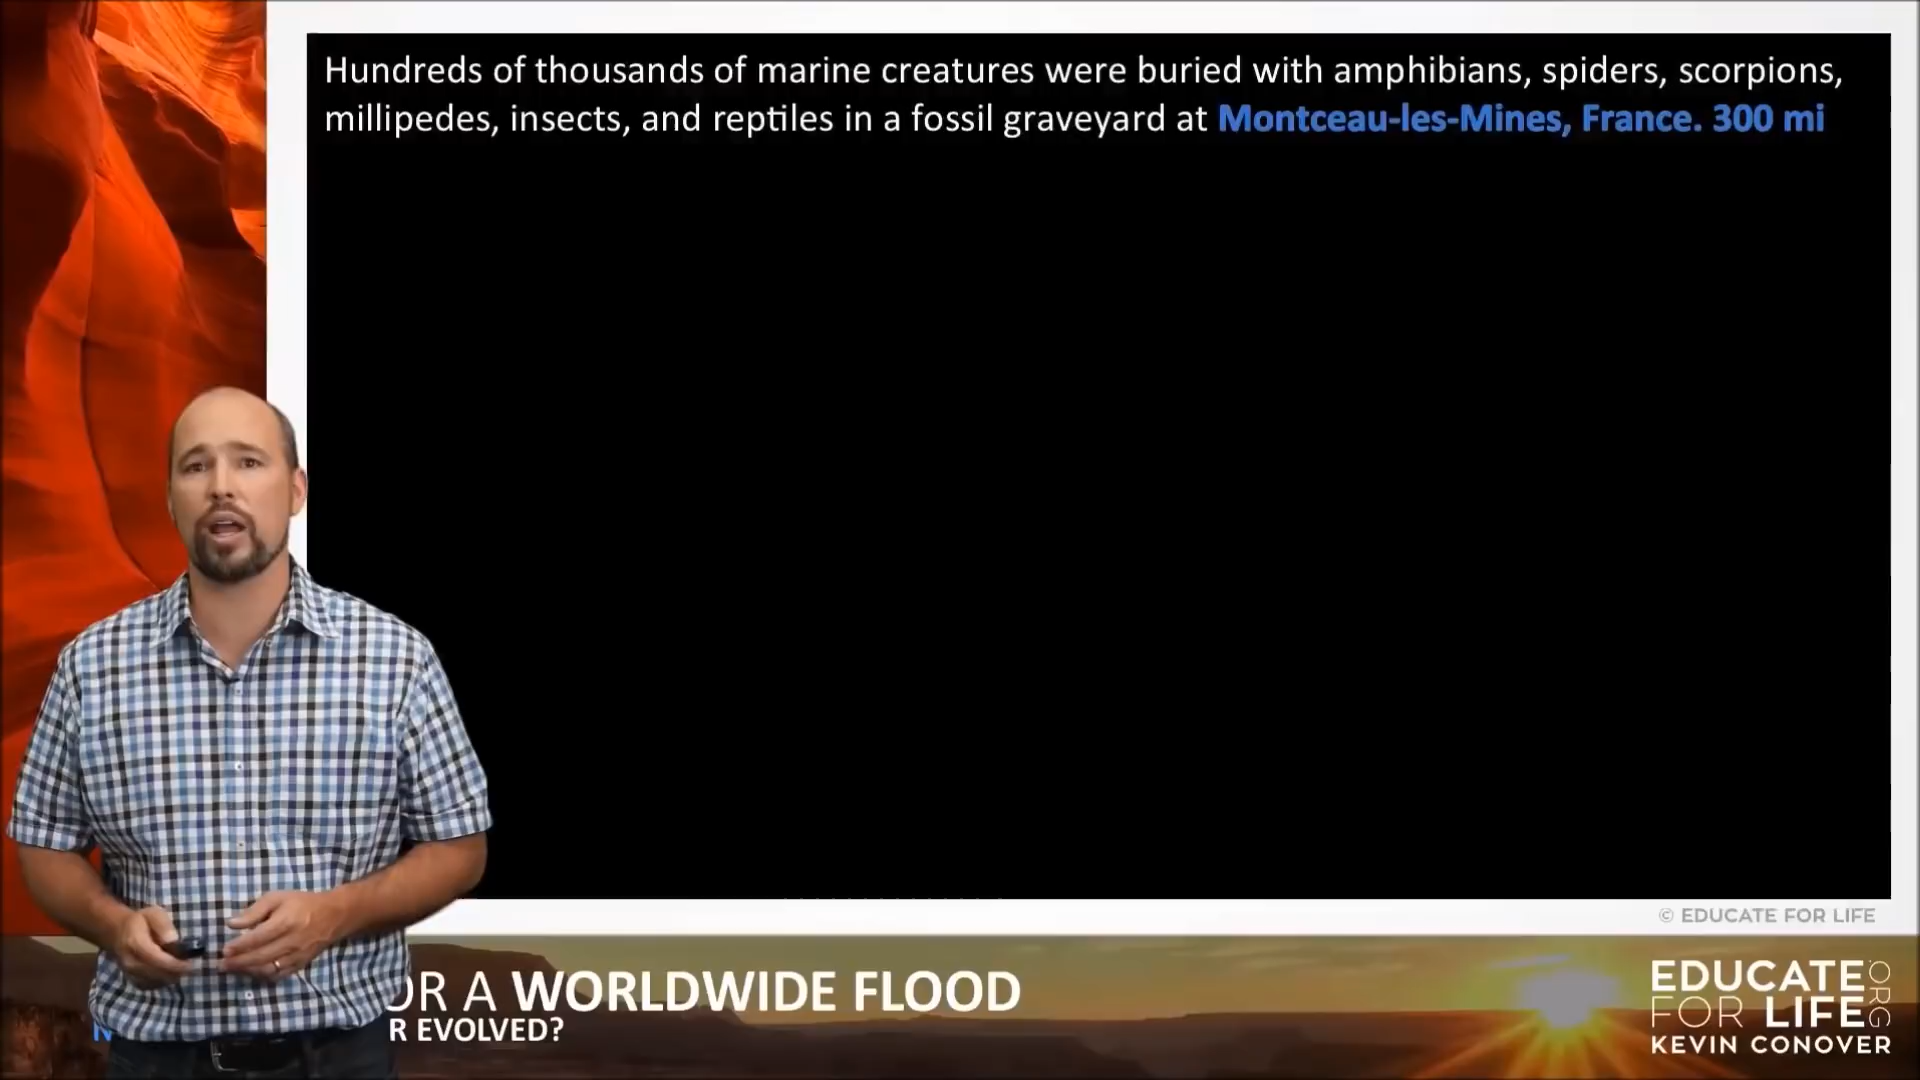 Hundreds of thousands of marine creatures were buried with amphibians, spiders, scorpions,
millipedes, insects, and reptiles in a fossil graveyard at Montceau-les-Mines, France. 300 mi
© EDUCATE FOR LIFE
OR A WORLDWIDE FLOOD
R EVOLVED?
EDUCATE
FOR LIFE
.ORG
KEVIN CONOVER